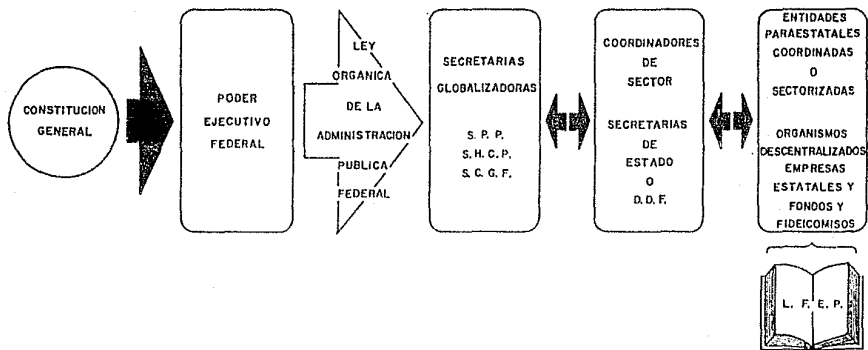 CONSTITUCION
GENERAL
PODER
EJECUTIVO
FEDERAL
LEY
ORGANICA
DE LA
ADMINISTRACION
PUBLICA
FEDERAL
SECRETARIAS
GLOBALIZADORAS
S. P. P.
S. H. C. P.
S. C. G. F.
COORDINADORES
DE
SECTOR
SECRETARIAS
DE
ESTADO
O
D. D. F.
ENTIDADES
PARAESTATALES
COORDINADAS
O
SECTORIZADAS
ORGANISMOS
DESCENTRALIZADOS
EMPRESAS
ESTATALES Y
FONDOS Y
FIDEICOMISOS
L. F. E. P.